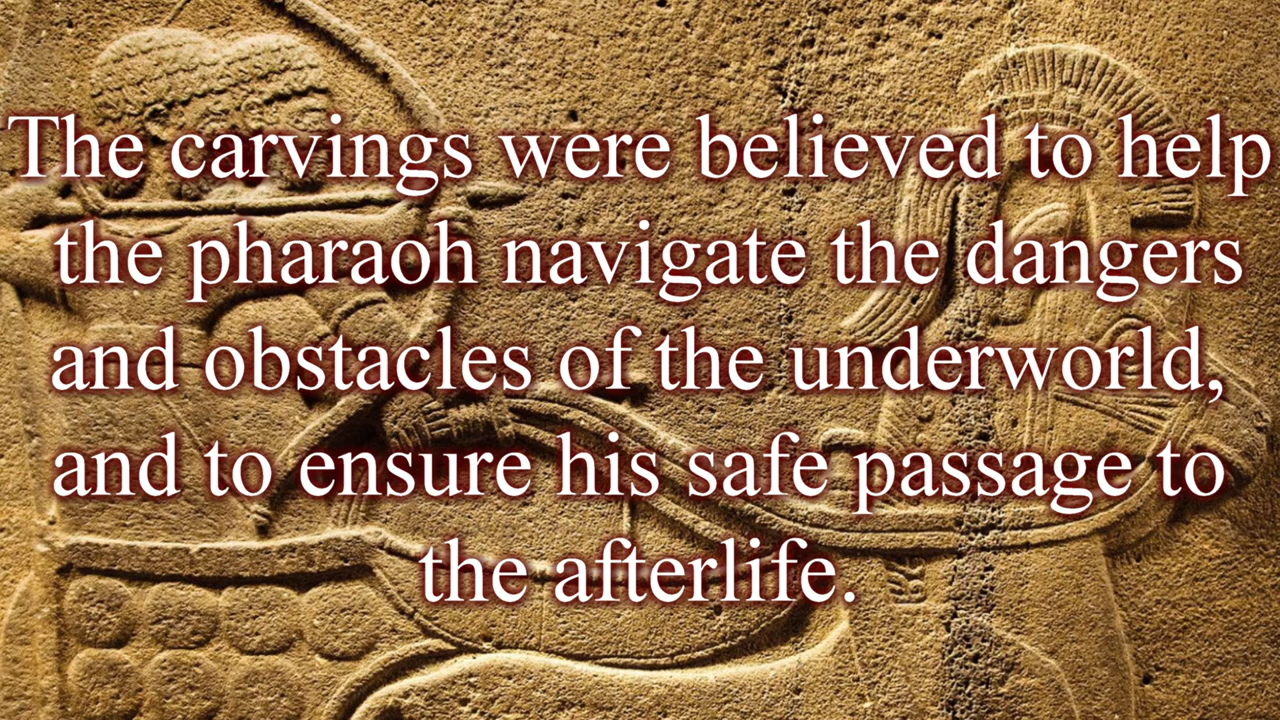 The carvings were believed to help
the pharaoh navigate the dangers
and obstacles of the underworld,
and to ensure his safe passage to
the afterlife.